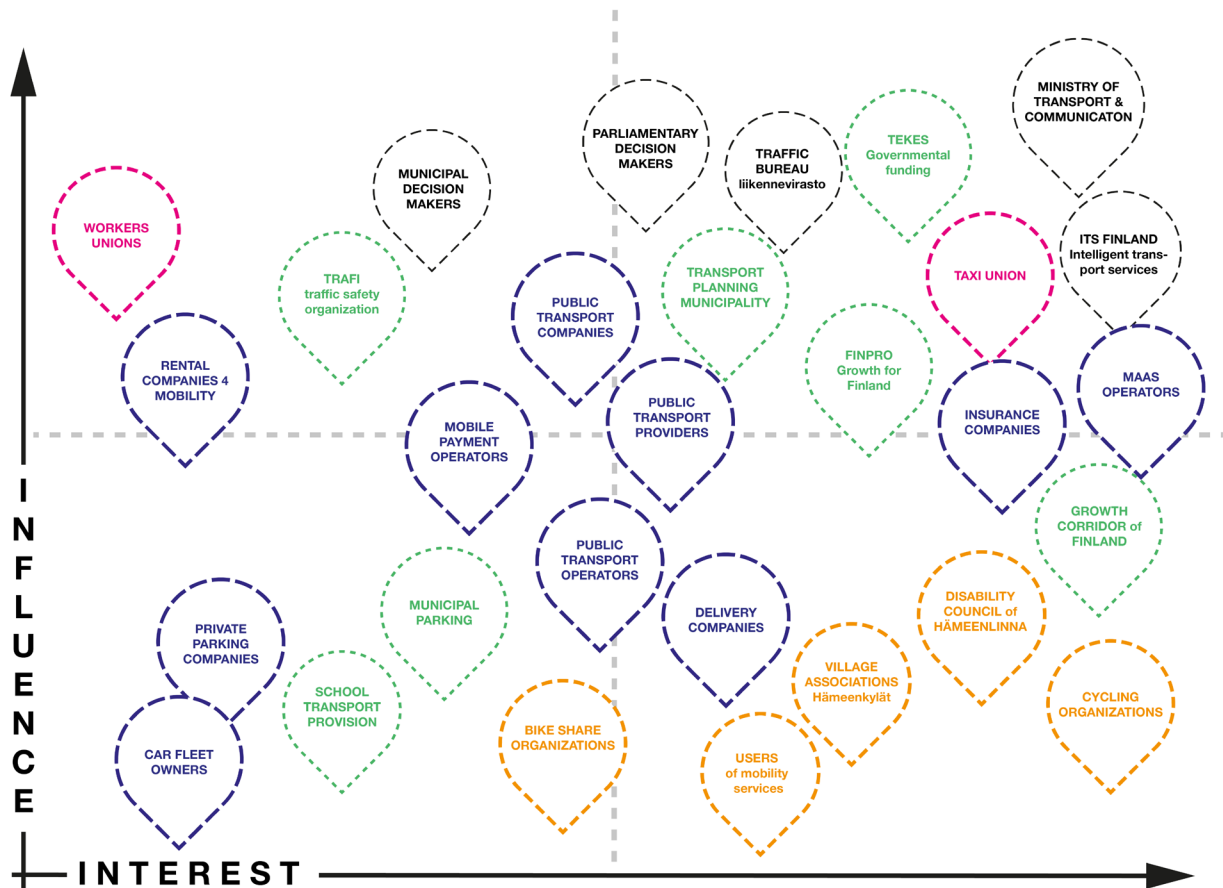 MINISTRY OF
TRANSPORT &
COMMUNICATON
PARLIAMENTARY
DECISION
MAKERS
TEKES
Governmental
funding
TRAFFIC
BUREAU
liikennevirasto
MUNICIPAL
DECISION
MAKERS
WORKERS
UNIONS
ITS FINLAND
Intelligent trans-
port services
TRAFI
traffic safety
organization
TRANSPORT
PLANNING
MUNICIPALITY
TAXI UNION
PUBLIC
TRANSPORT
COMPANIES
RENTAL
COMPANIES 4
MOBILITY
FINPRO
Growth for
Finland
MAAS
OPERATORS
PUBLIC
TRANSPORT
PROVIDERS
INSURANCE
COMPANIES
MOBILE
PAYMENT
OPERATORS
GROWTH
CORRIDOR of
FINLAND
PUBLIC
TRANSPORT
OPERATORS
MUNICIPAL
PARKING
DELIVERY
COMPANIES
DISABILITY
COUNCIL of
HÄMEENLINNA
PRIVATE
PARKING
COMPANIES
VILLAGE
ASSOCIATIONS
Hämeenkylät
SCHOOL
TRANSPORT
PROVISION
CYCLING
ORGANIZATIONS
BIKE SHARE
ORGANIZATIONS
CAR FLEET
OWNERS
USERS
of mobility
services
INFLUENCE
INTEREST